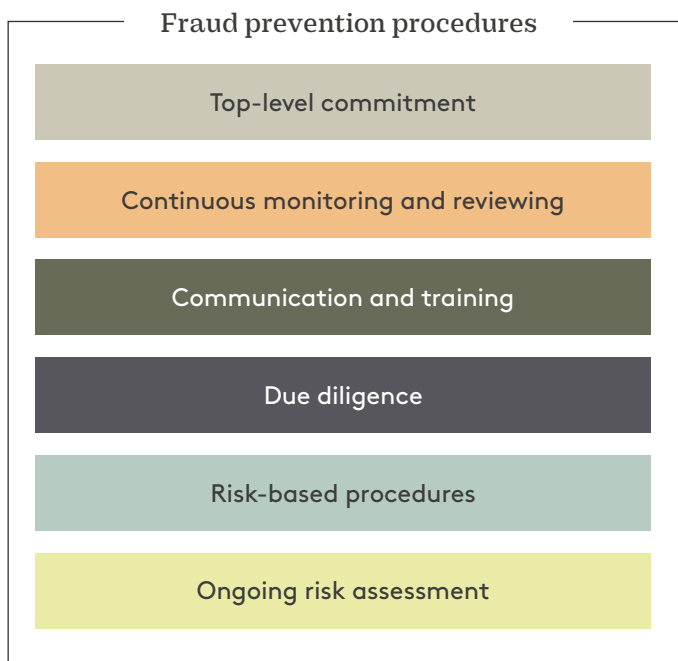 Fraud prevention procedures
Top-level commitment
Continuous monitoring and reviewing
Communication and training
Due diligence
Risk-based procedures
Ongoing risk assessment